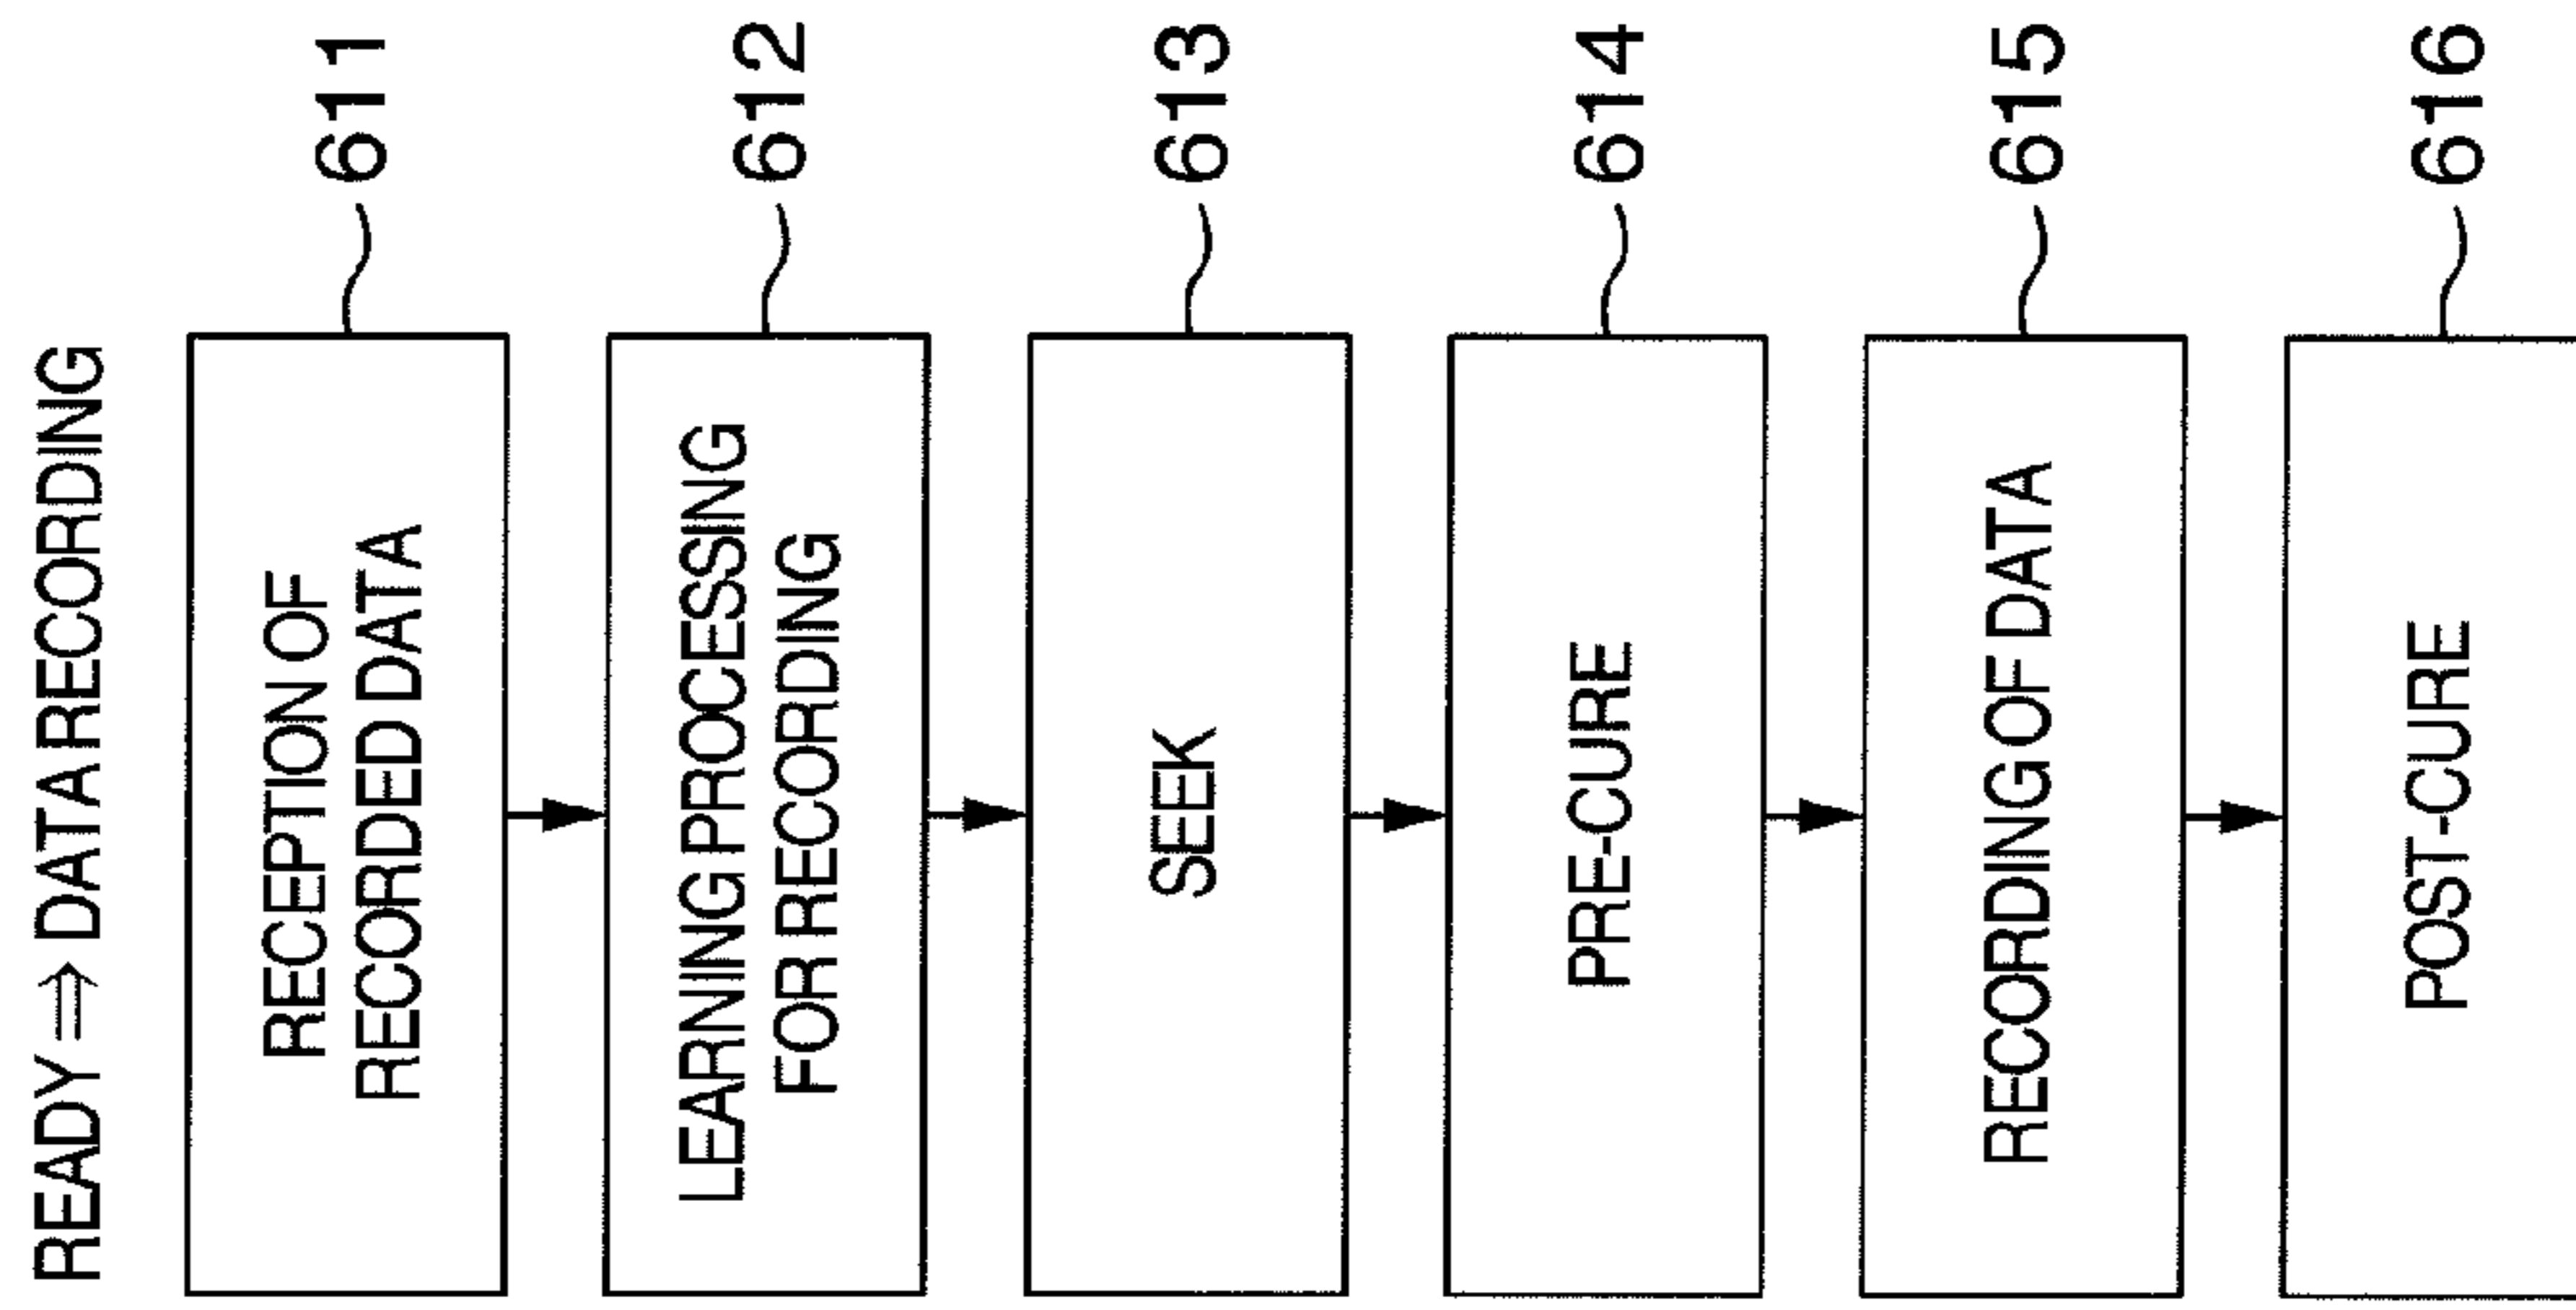 READY ⇒ DATA RECORDING
RECEPTION OF
RECORDED DATA
611
LEARNING PROCESSING
FOR RECORDING
612
SEEK
613
PRE-CURE
614
RECORDING OF DATA
615
POST-CURE
616